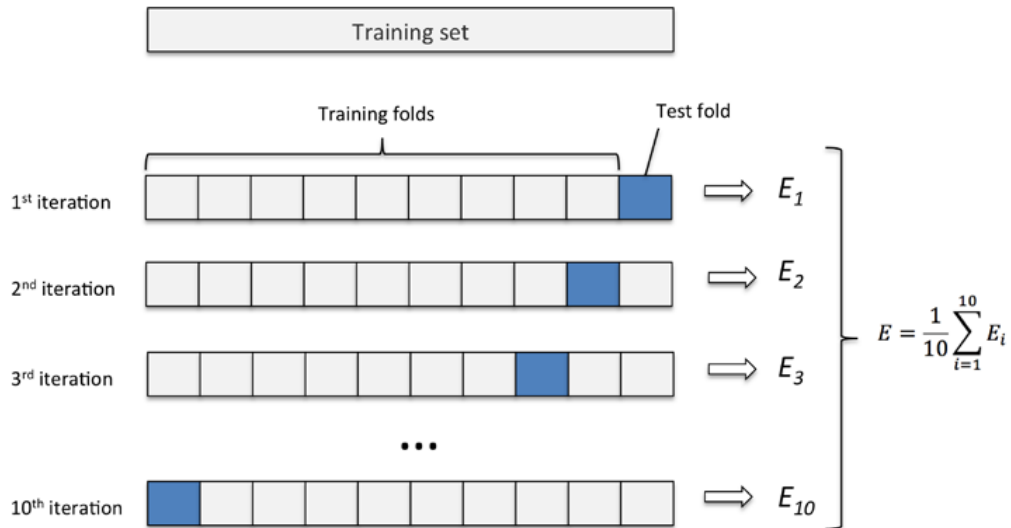 Training set
Training folds
Test fold
1st iteration
E1
2nd iteration
E2
3rd iteration
E3
...
10th iteration
E10
E = 1/10 ∑_{i=1}^{10} E_i